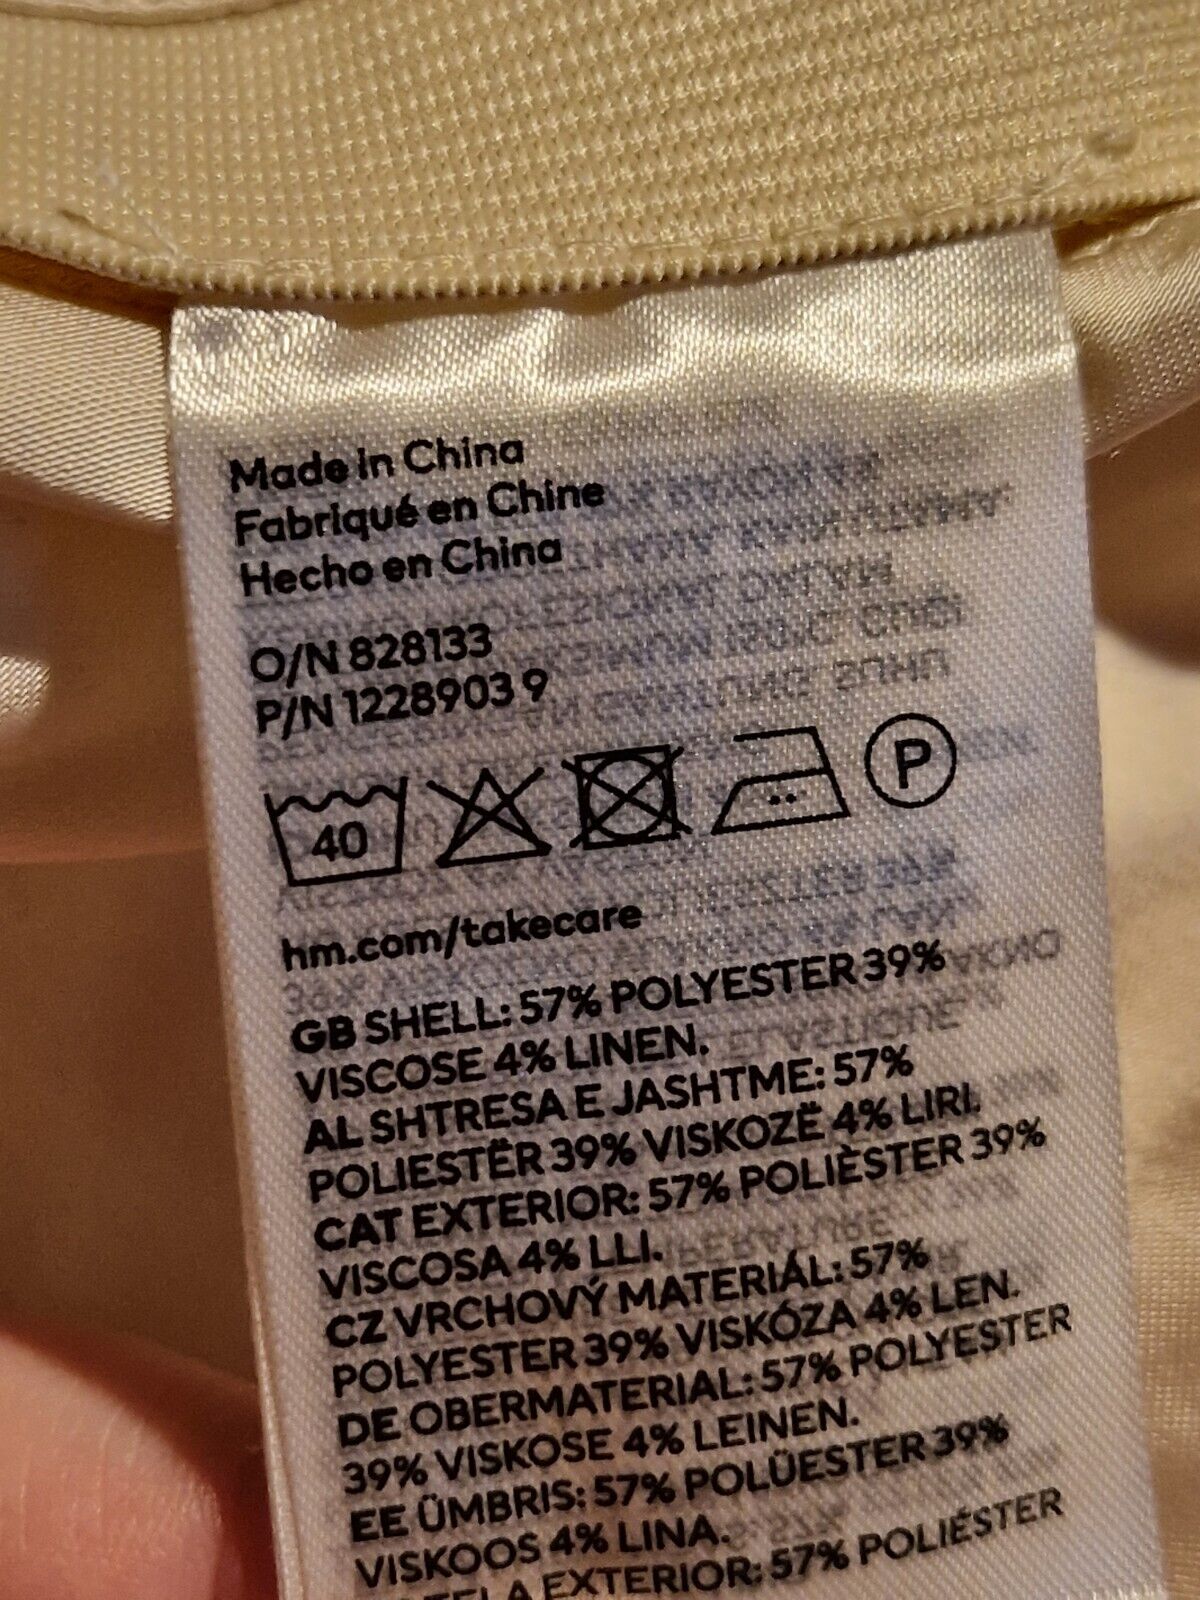 Made in China
Fabriqué en Chine
Hecho en China
O/N 828133
P/N 1228903 9
40
P
hm.com/takecare
GB SHELL: 57% POLYESTER 39%
VISCOSE 4% LINEN.
AL SHTRESA E JASHTME: 57%
POLIESTËR 39% VISKOZË 4% LIRI.
CAT EXTERIOR: 57% POLIÈSTER 39%
VISCOSA 4% LLI.
CZ VRCHOVÝ MATERIÁL: 57%
POLYESTER 39% VISKÓZA 4% LEN.
DE OBERMATERIAL: 57% POLYESTER
39% VISKOSE 4% LEINEN.
EE ÜMBRIS: 57% POLÜESTER 39%
VISKOOS 4% LINA.
TELA EXTERIOR: 57% POLIÉSTER